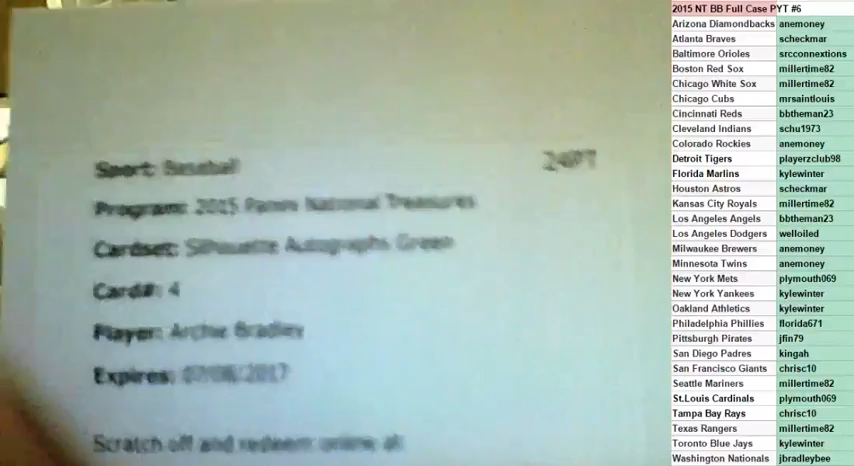 Sport: Baseball 24PT
Program: 2015 Panini National Treasures
Cardset: Silhouette Autographs Green
Card#: 4
Player: Archie Bradley
Expires: 07/08/2017
Scratch off and redeem online at
2015 NT BB Full Case PYT #6
Arizona Diamondbacks anemoney
Atlanta Braves scheckmar
Baltimore Orioles srcconnextions
Boston Red Sox millertime82
Chicago White Sox millertime82
Chicago Cubs mrsaintlouis
Cincinnati Reds bbtheman23
Cleveland Indians schu1973
Colorado Rockies anemoney
Detroit Tigers playerzclub98
Florida Marlins kylewinter
Houston Astros scheckmar
Kansas City Royals millertime82
Los Angeles Angels bbtheman23
Los Angeles Dodgers welloiled
Milwaukee Brewers anemoney
Minnesota Twins anemoney
New York Mets plymouth069
New York Yankees kylewinter
Oakland Athletics kylewinter
Philadelphia Phillies florida671
Pittsburgh Pirates jfin79
San Diego Padres kingah
San Francisco Giants chrisc10
Seattle Mariners millertime82
St.Louis Cardinals plymouth069
Tampa Bay Rays chrisc10
Texas Rangers millertime82
Toronto Blue Jays kylewinter
Washington Nationals jbradleybee